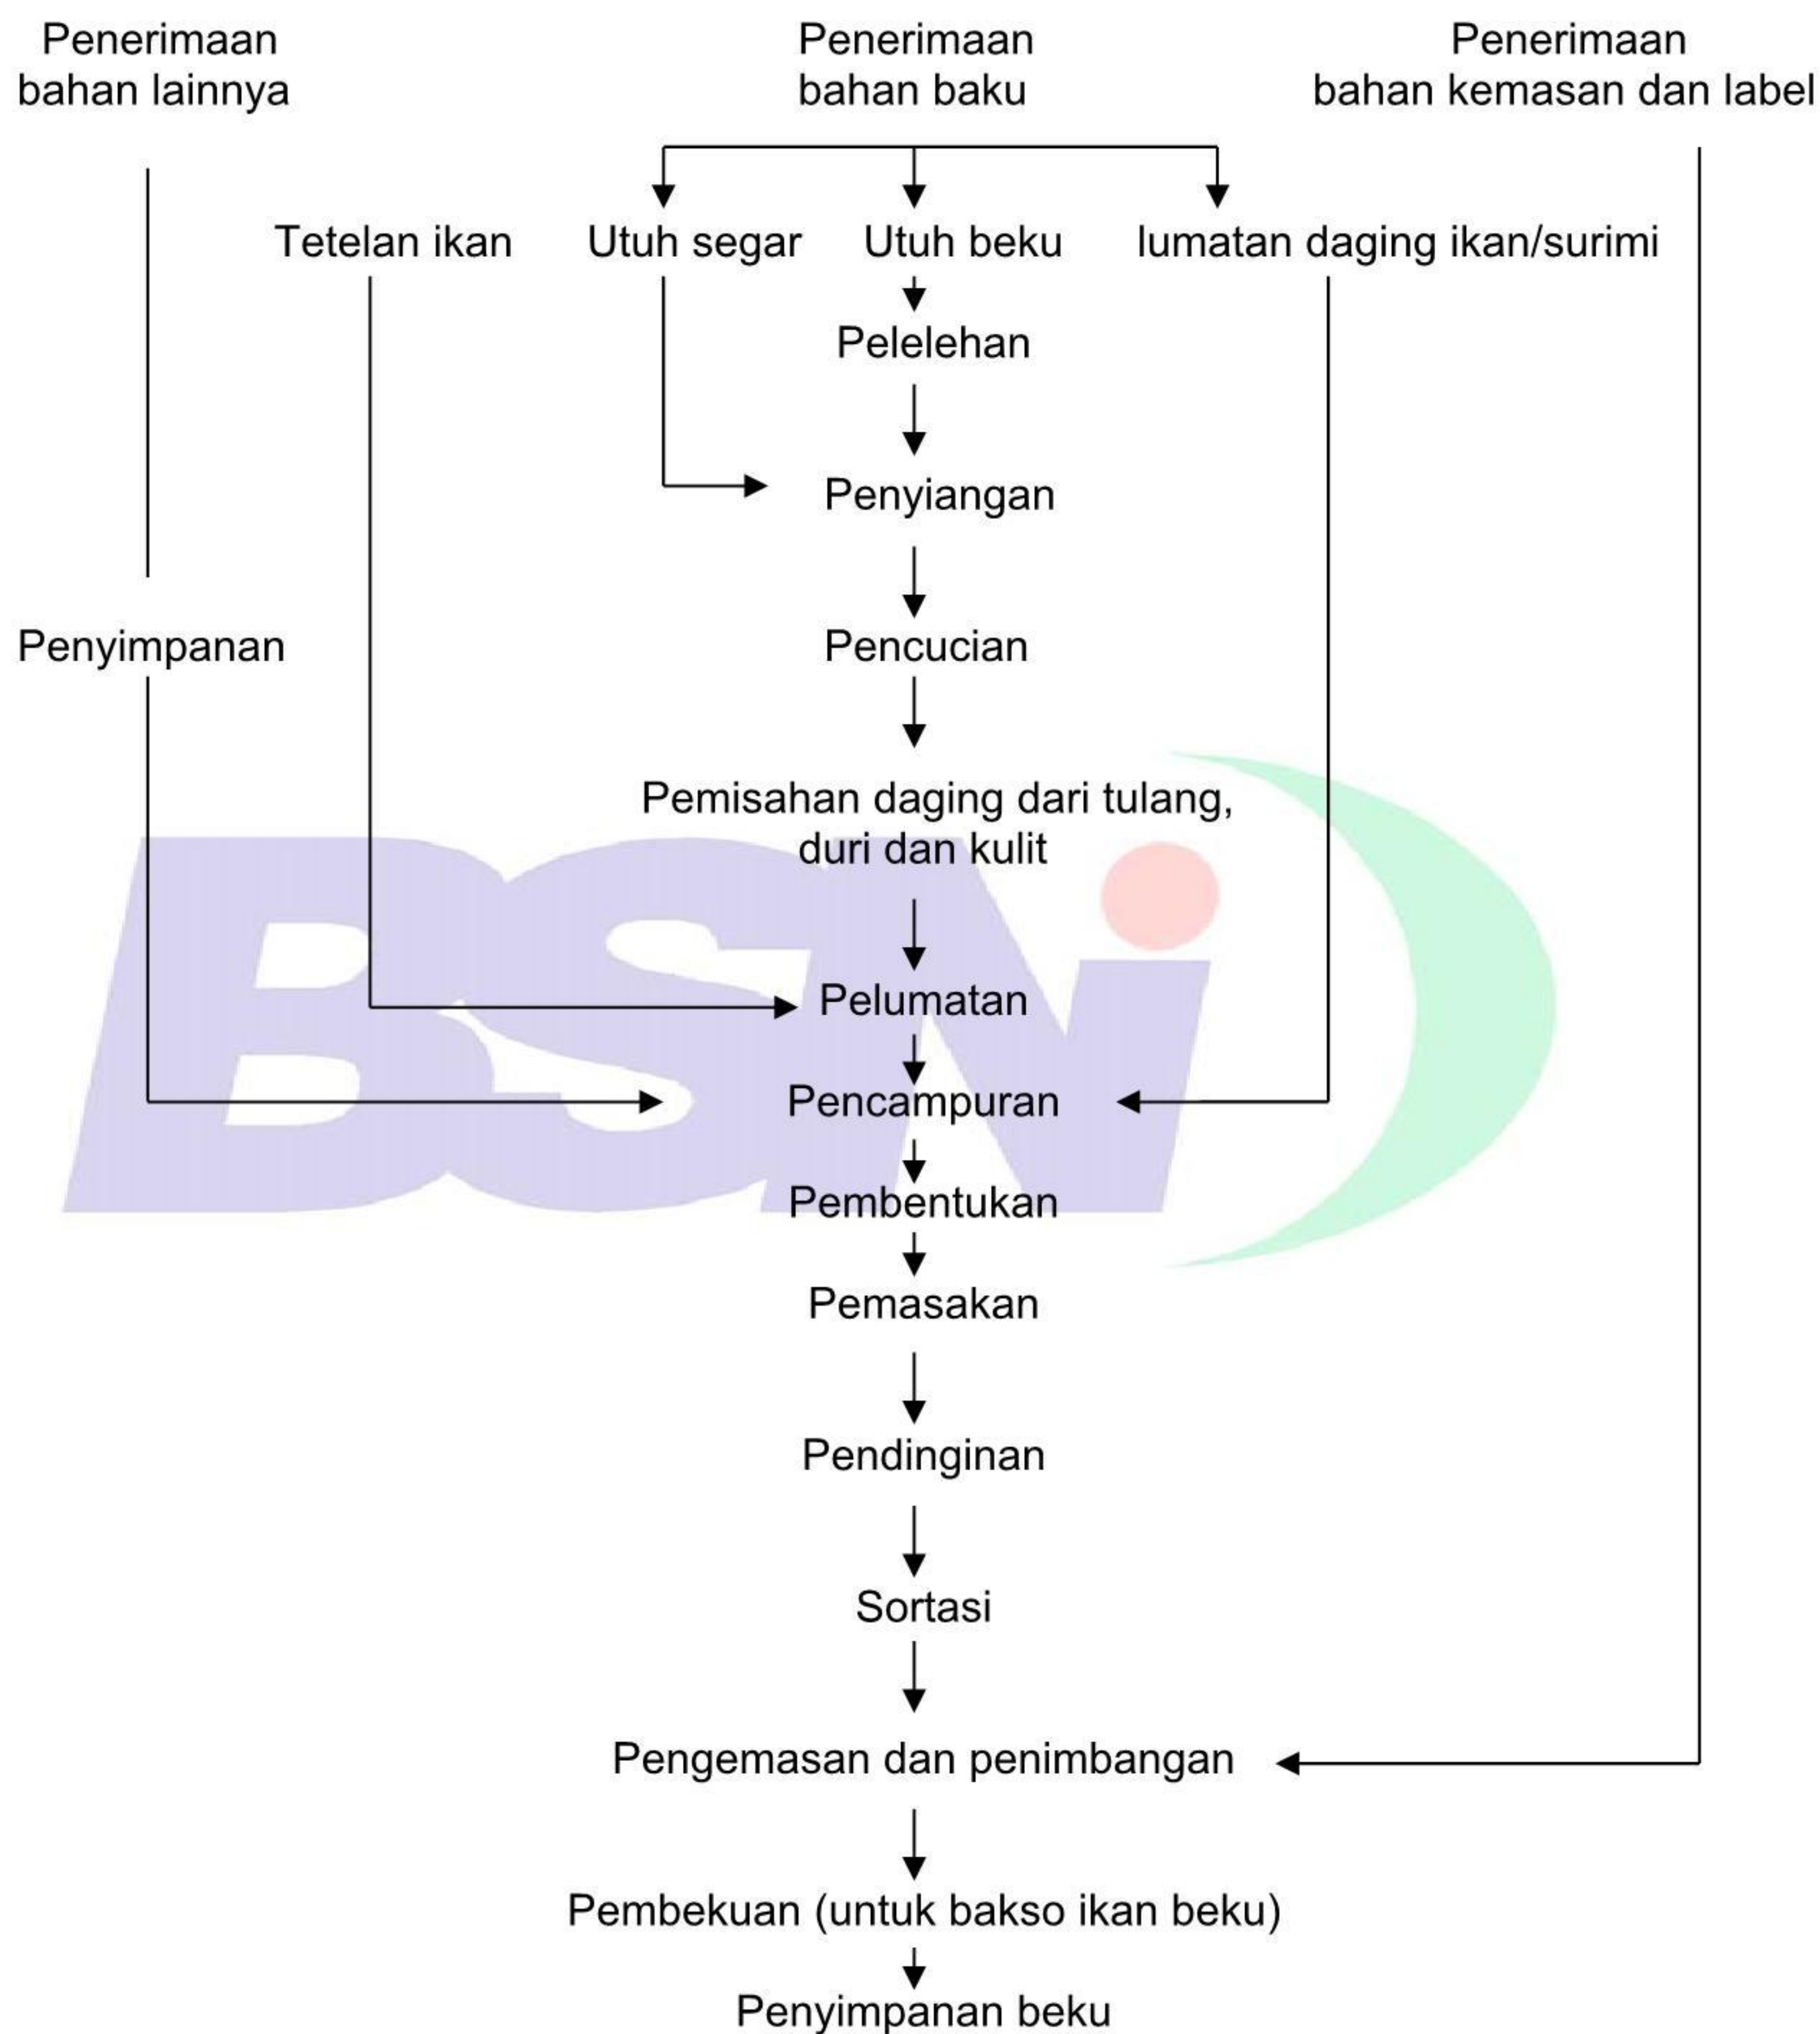 Penerimaan
bahan lainnya
Penerimaan
bahan baku
Penerimaan
bahan kemasan dan label
Tetelan ikan
Utuh segar
Utuh beku
lumatan daging ikan/surimi
Pelelehan
Penyiangan
Penyimpanan
Pencucian
Pemisahan daging dari tulang,
duri dan kulit
Pelumatan
Pencampuran
Pembentukan
Pemasakan
Pendinginan
Sortasi
Pengemasan dan penimbangan
Pembekuan (untuk bakso ikan beku)
Penyimpanan beku
BSNi